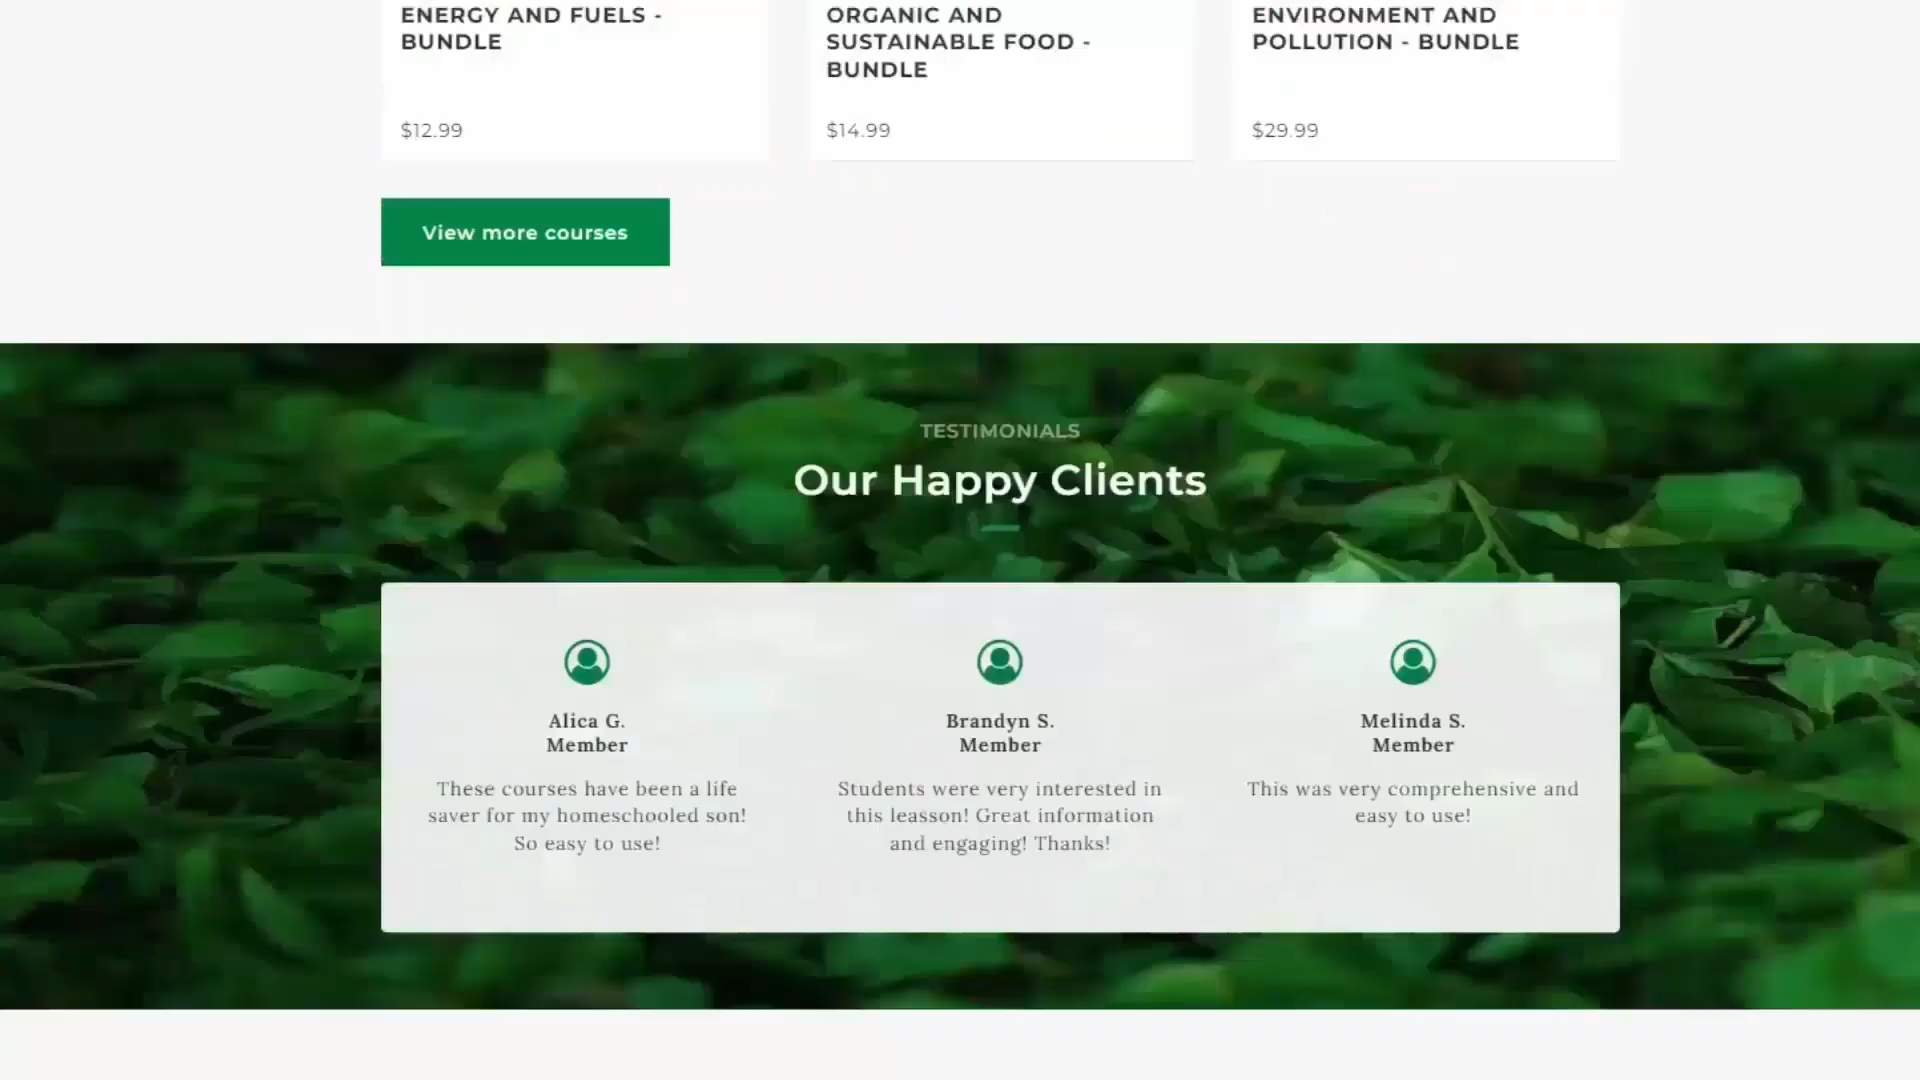 ENERGY AND FUELS -
BUNDLE
$12.99
ORGANIC AND
SUSTAINABLE FOOD -
BUNDLE
$14.99
ENVIRONMENT AND
POLLUTION - BUNDLE
$29.99
View more courses
TESTIMONIALS
Our Happy Clients
Alica G.
Member
These courses have been a life
saver for my homeschooled son!
So easy to use!
Brandyn S.
Member
Students were very interested in
this leasson! Great information
and engaging! Thanks!
Melinda S.
Member
This was very comprehensive and
easy to use!